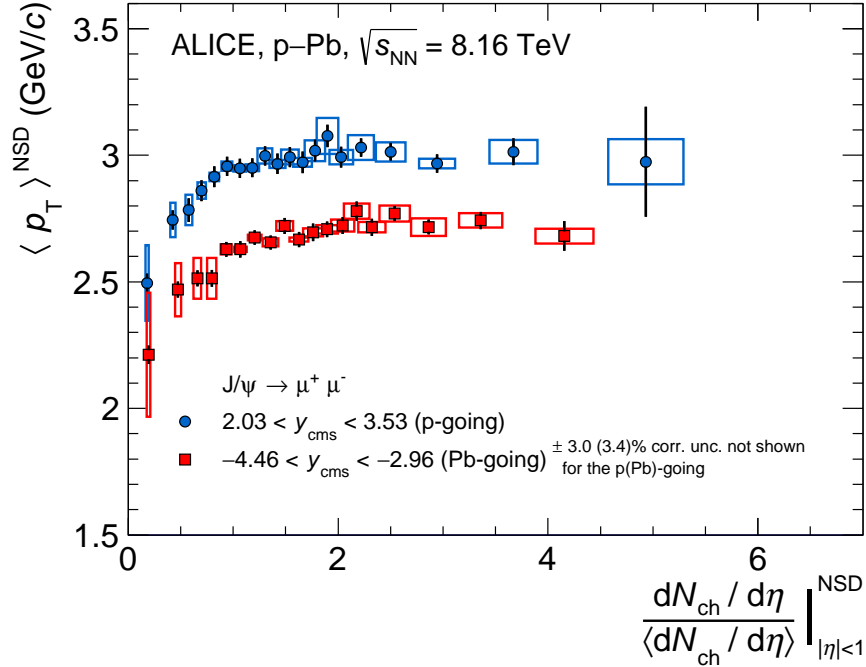 ⟨ p_T ⟩^NSD (GeV/c)
3.5
3
2.5
2
1.5
ALICE, p–Pb, √s_NN = 8.16 TeV
J/ψ → μ⁺ μ⁻
2.03 < y_cms < 3.53 (p-going)
−4.46 < y_cms < −2.96 (Pb-going)
± 3.0 (3.4)% corr. unc. not shown
for the p(Pb)-going
0 2 4 6
dN_ch / dη
⟨dN_ch / dη⟩
NSD
|η|<1